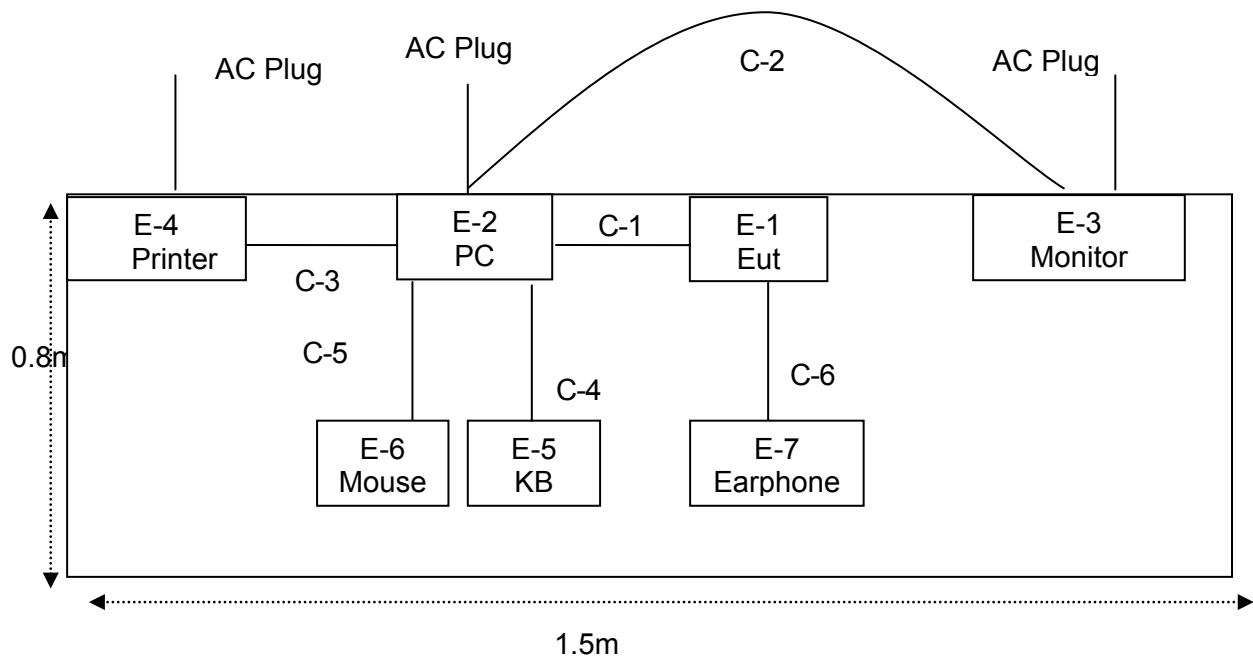 AC Plug
AC Plug
C-2
AC Plug
E-4
Printer
E-2
PC
C-1
E-1
Eut
E-3
Monitor
C-3
C-5
0.8m
C-4
C-6
E-6
Mouse
E-5
KB
E-7
Earphone
1.5m